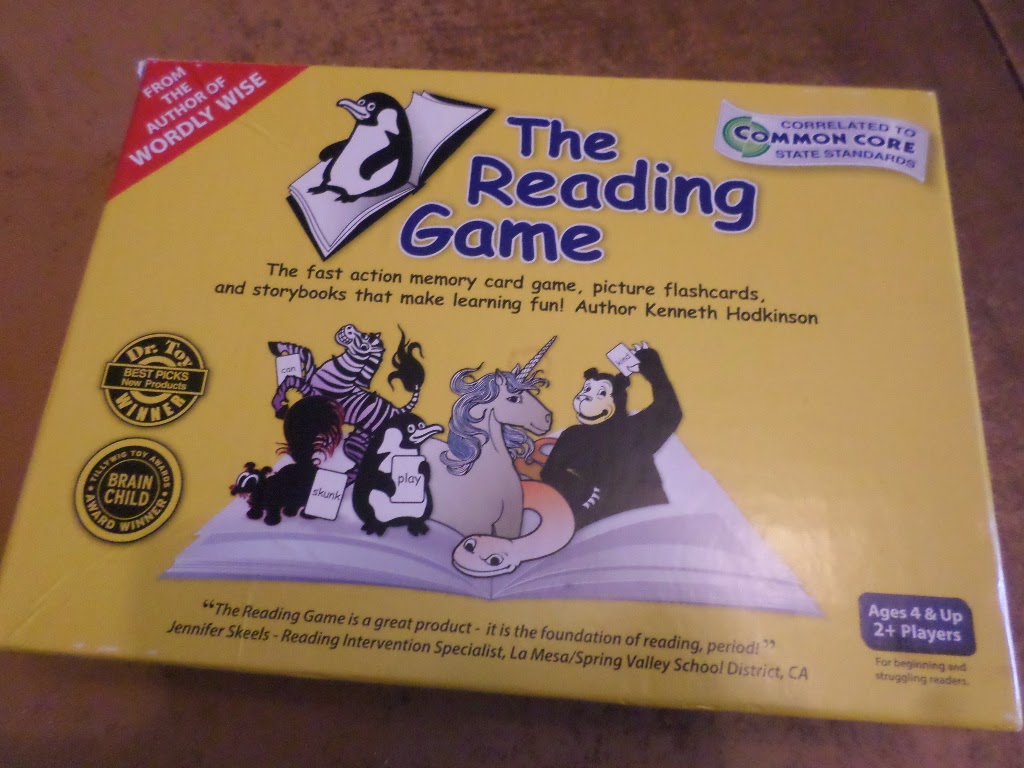 FROM
THE
AUTHOR OF
WORDLY WISE
The
Reading
Game
CORRELATED TO
COMMON CORE
STATE STANDARDS
The fast action memory card game, picture flashcards,
and storybooks that make learning fun! Author Kenneth Hodkinson
Dr. Toy
BEST PICKS
New Products
WINNER
TILLYWIG TOY AWARDS
BRAIN
CHILD
AWARD WINNER
can
kind
skunk
play
“The Reading Game is a great product - it is the foundation of reading, period!”
Jennifer Skeels - Reading Intervention Specialist, La Mesa/Spring Valley School District, CA
Ages 4 & Up
2+ Players
For beginning and
struggling readers.